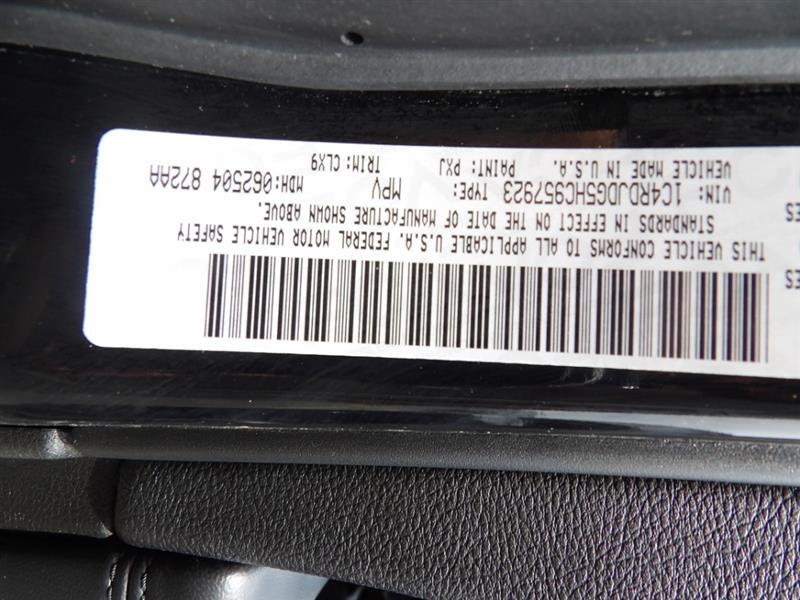 THIS VEHICLE CONFORMS TO ALL APPLICABLE U.S.A. FEDERAL MOTOR VEHICLE SAFETY
STANDARDS IN EFFECT ON THE DATE OF MANUFACTURE SHOWN ABOVE.
VIN: 1C4RDJDG5HC957923 TYPE: MPV MDH:062504 872AA
VEHICLE MADE IN U.S.A. PAINT: PXJ TRIM: CLX9